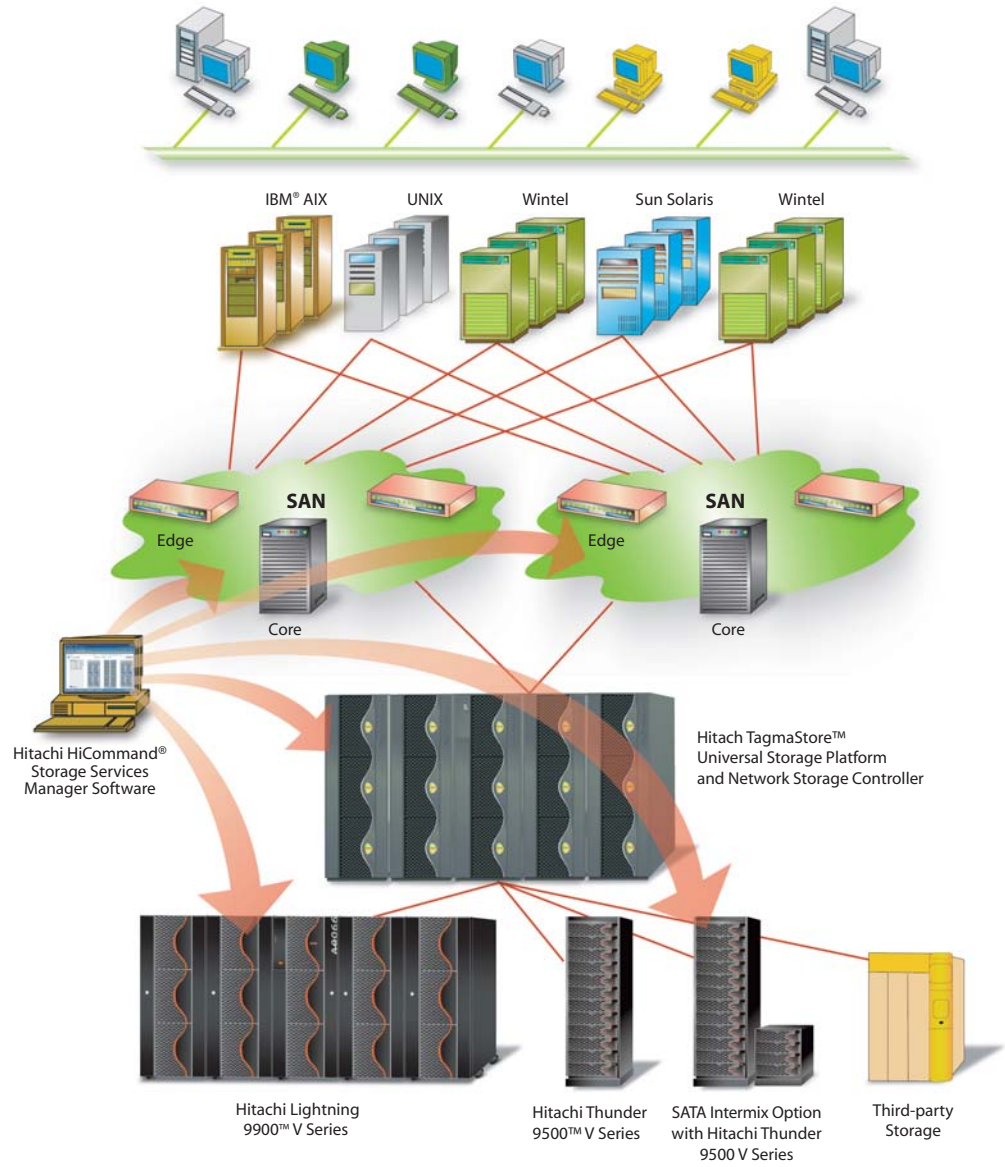 IBM® AIX
UNIX
Wintel
Sun Solaris
Wintel
SAN
SAN
Edge
Edge
Core
Core
Hitachi HiCommand®
Storage Services
Manager Software
Hitach TagmaStore™
Universal Storage Platform
and Network Storage Controller
Hitachi Lightning
9900™ V Series
Hitachi Thunder
9500™ V Series
SATA Intermix Option
with Hitachi Thunder
9500 V Series
Third-party
Storage